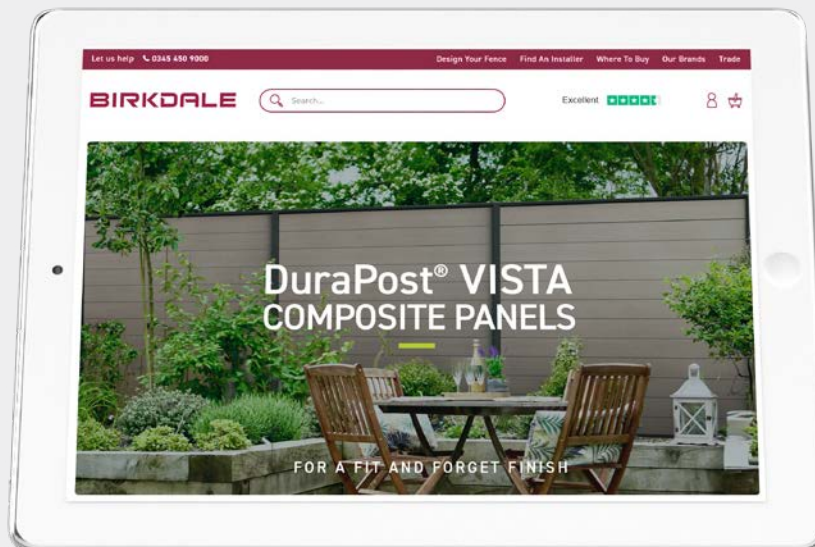 Let us help 0345 450 9000
Design Your Fence Find An Installer Where To Buy Our Brands Trade
BIRKDALE
Search...
Excellent
DuraPost® VISTA
COMPOSITE PANELS
FOR A FIT AND FORGET FINISH